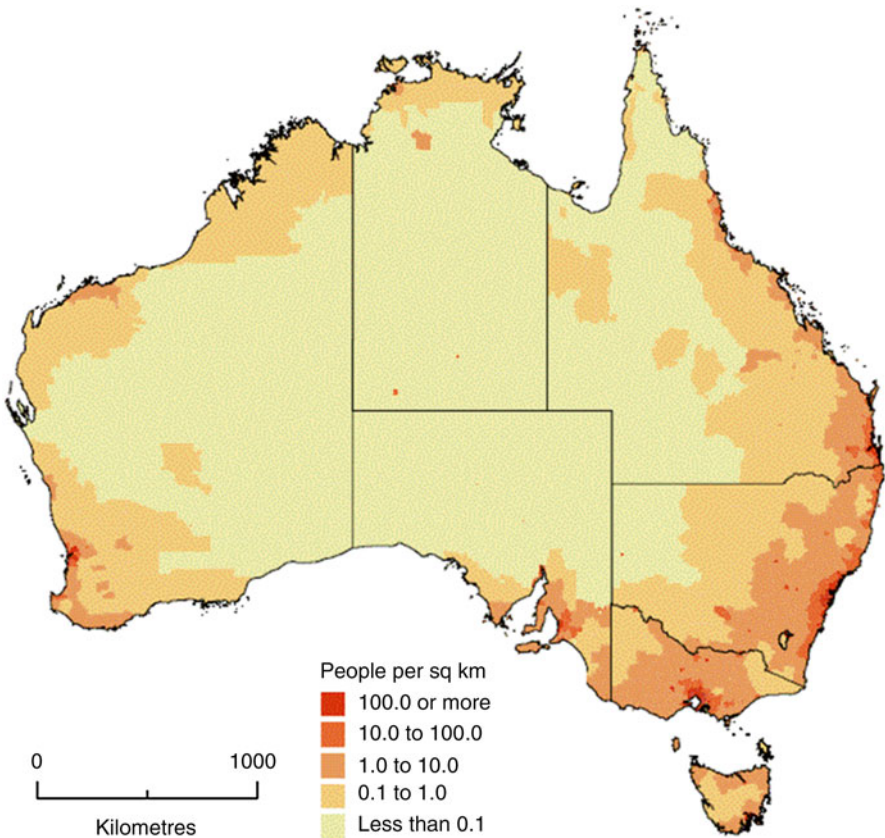 People per sq km
100.0 or more
10.0 to 100.0
1.0 to 10.0
0.1 to 1.0
Less than 0.1
0 1000
Kilometres